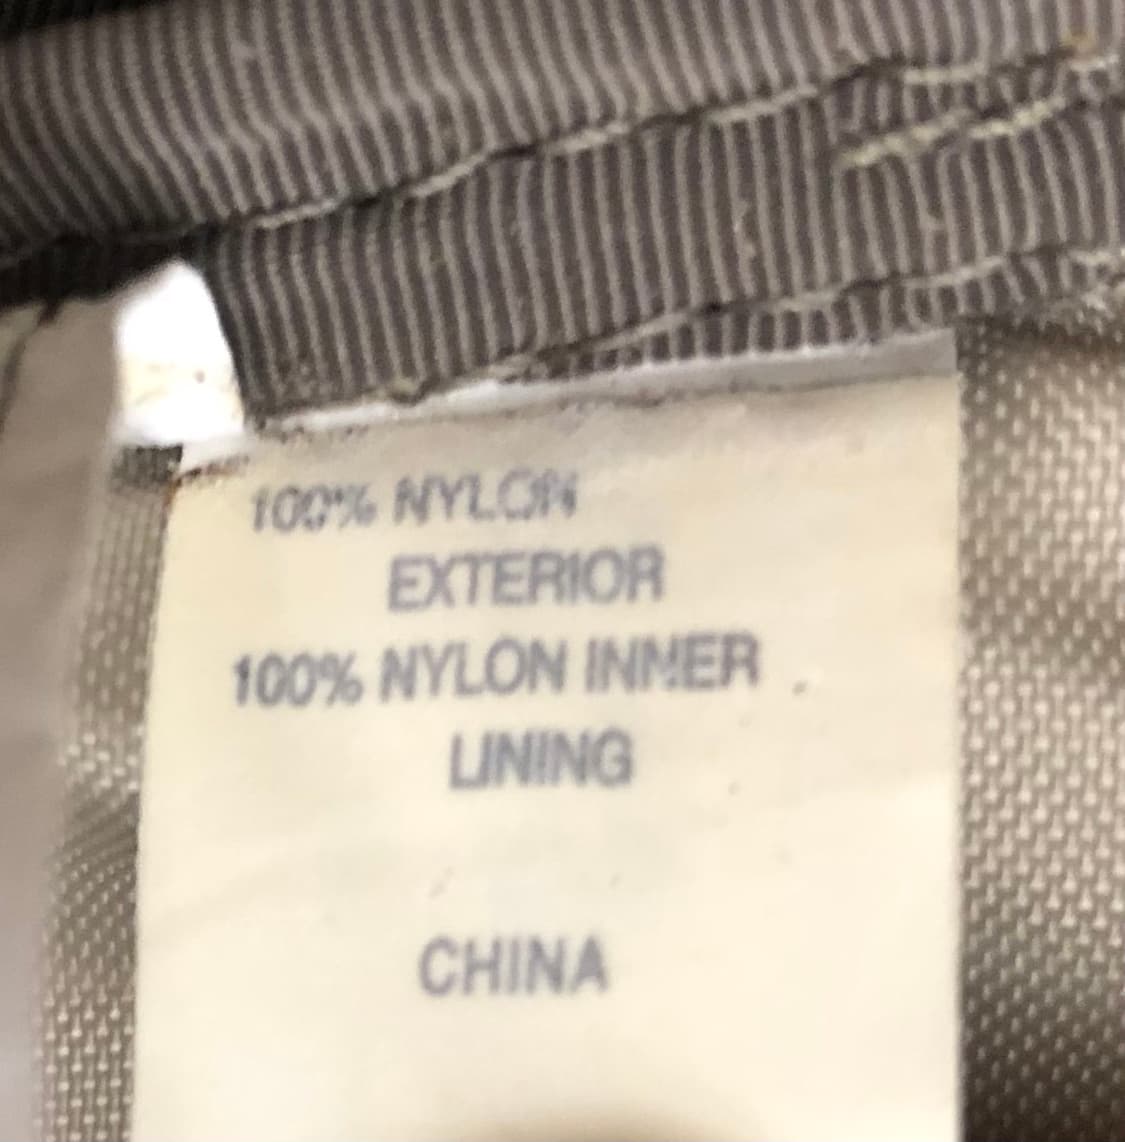 100% NYLON
EXTERIOR
100% NYLON INNER
LINING
CHINA